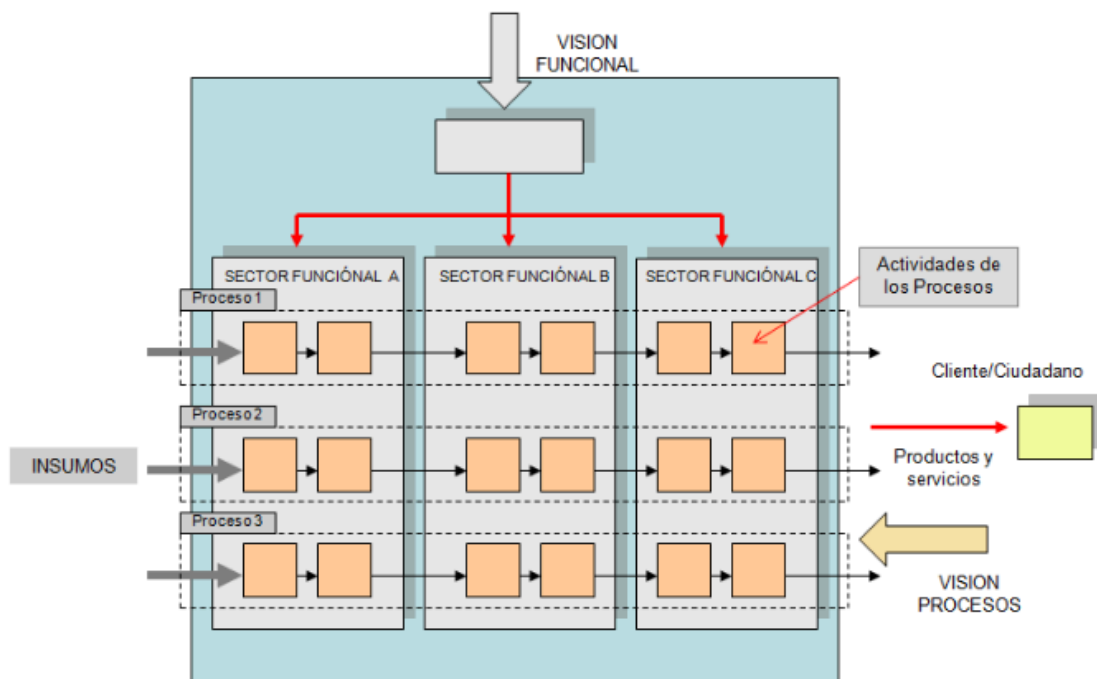 VISION
FUNCIONAL
SECTOR FUNCIÓNAL A
SECTOR FUNCIÓNAL B
SECTOR FUNCIÓNAL C
Actividades de
los Procesos
Proceso 1
Cliente/Ciudadano
Proceso 2
INSUMOS
Productos y
servicios
Proceso 3
VISION
PROCESOS